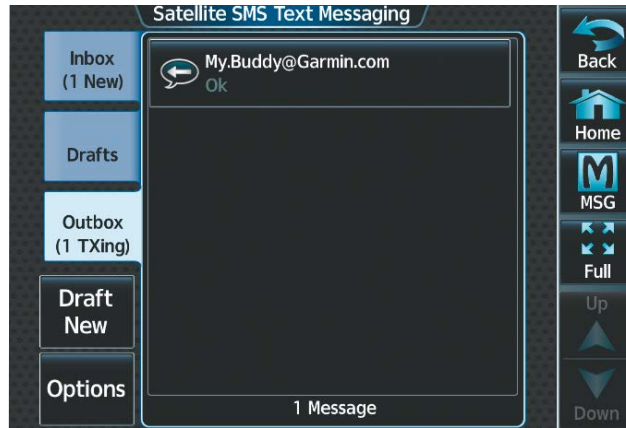 Satellite SMS Text Messaging
Inbox
(1 New)
Drafts
Outbox
(1 TXing)
Draft
New
Options
My.Buddy@Garmin.com
Ok
1 Message
Back
Home
MSG
Full
Up
Down